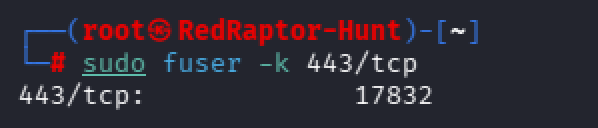 ┌──(root㉿RedRaptor-Hunt)-[~]
└─# sudo fuser -k 443/tcp
443/tcp:             17832